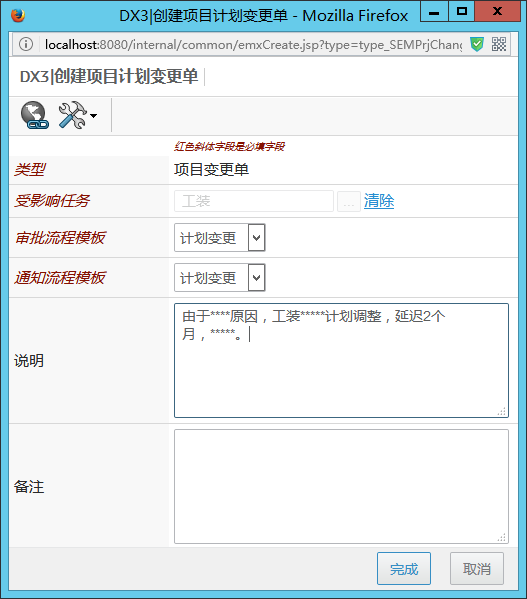 DX3|创建项目计划变更单 - Mozilla Firefox
localhost:8080/internal/common/emxCreate.jsp?type=type_SEMPrjChang
DX3|创建项目计划变更单
红色斜体字段是必填字段
类型 项目变更单
受影响任务 工装 ... 清除
审批流程模板 计划变更
通知流程模板 计划变更
说明
由于****原因，工装*****计划调整，延迟2个
月，*****。
备注
完成 取消